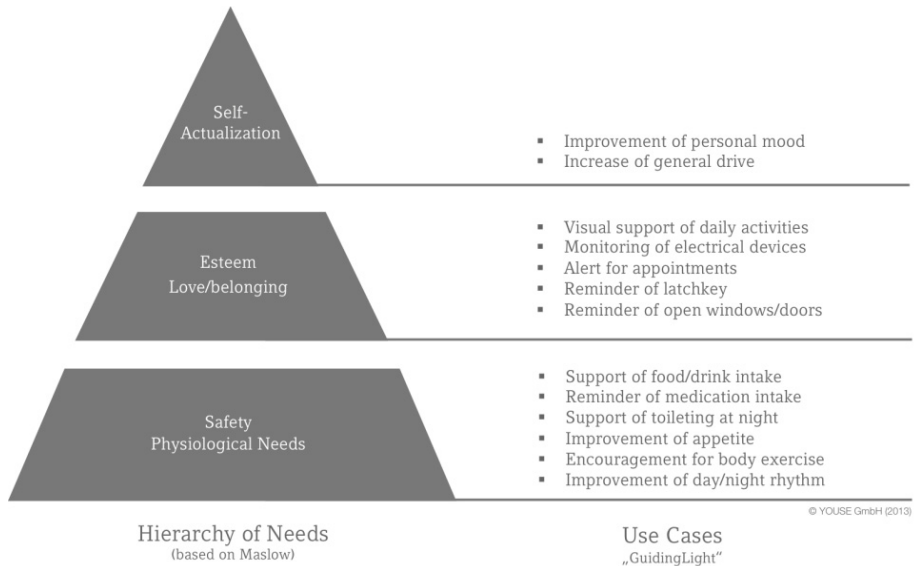 Self-
Actualization
▪ Improvement of personal mood
▪ Increase of general drive
Esteem
Love/belonging
▪ Visual support of daily activities
▪ Monitoring of electrical devices
▪ Alert for appointments
▪ Reminder of latchkey
▪ Reminder of open windows/doors
Safety
Physiological Needs
▪ Support of food/drink intake
▪ Reminder of medication intake
▪ Support of toileting at night
▪ Improvement of appetite
▪ Encouragement for body exercise
▪ Improvement of day/night rhythm
© YOUSE GmbH (2013)
Hierarchy of Needs
(based on Maslow)
Use Cases
„GuidingLight“